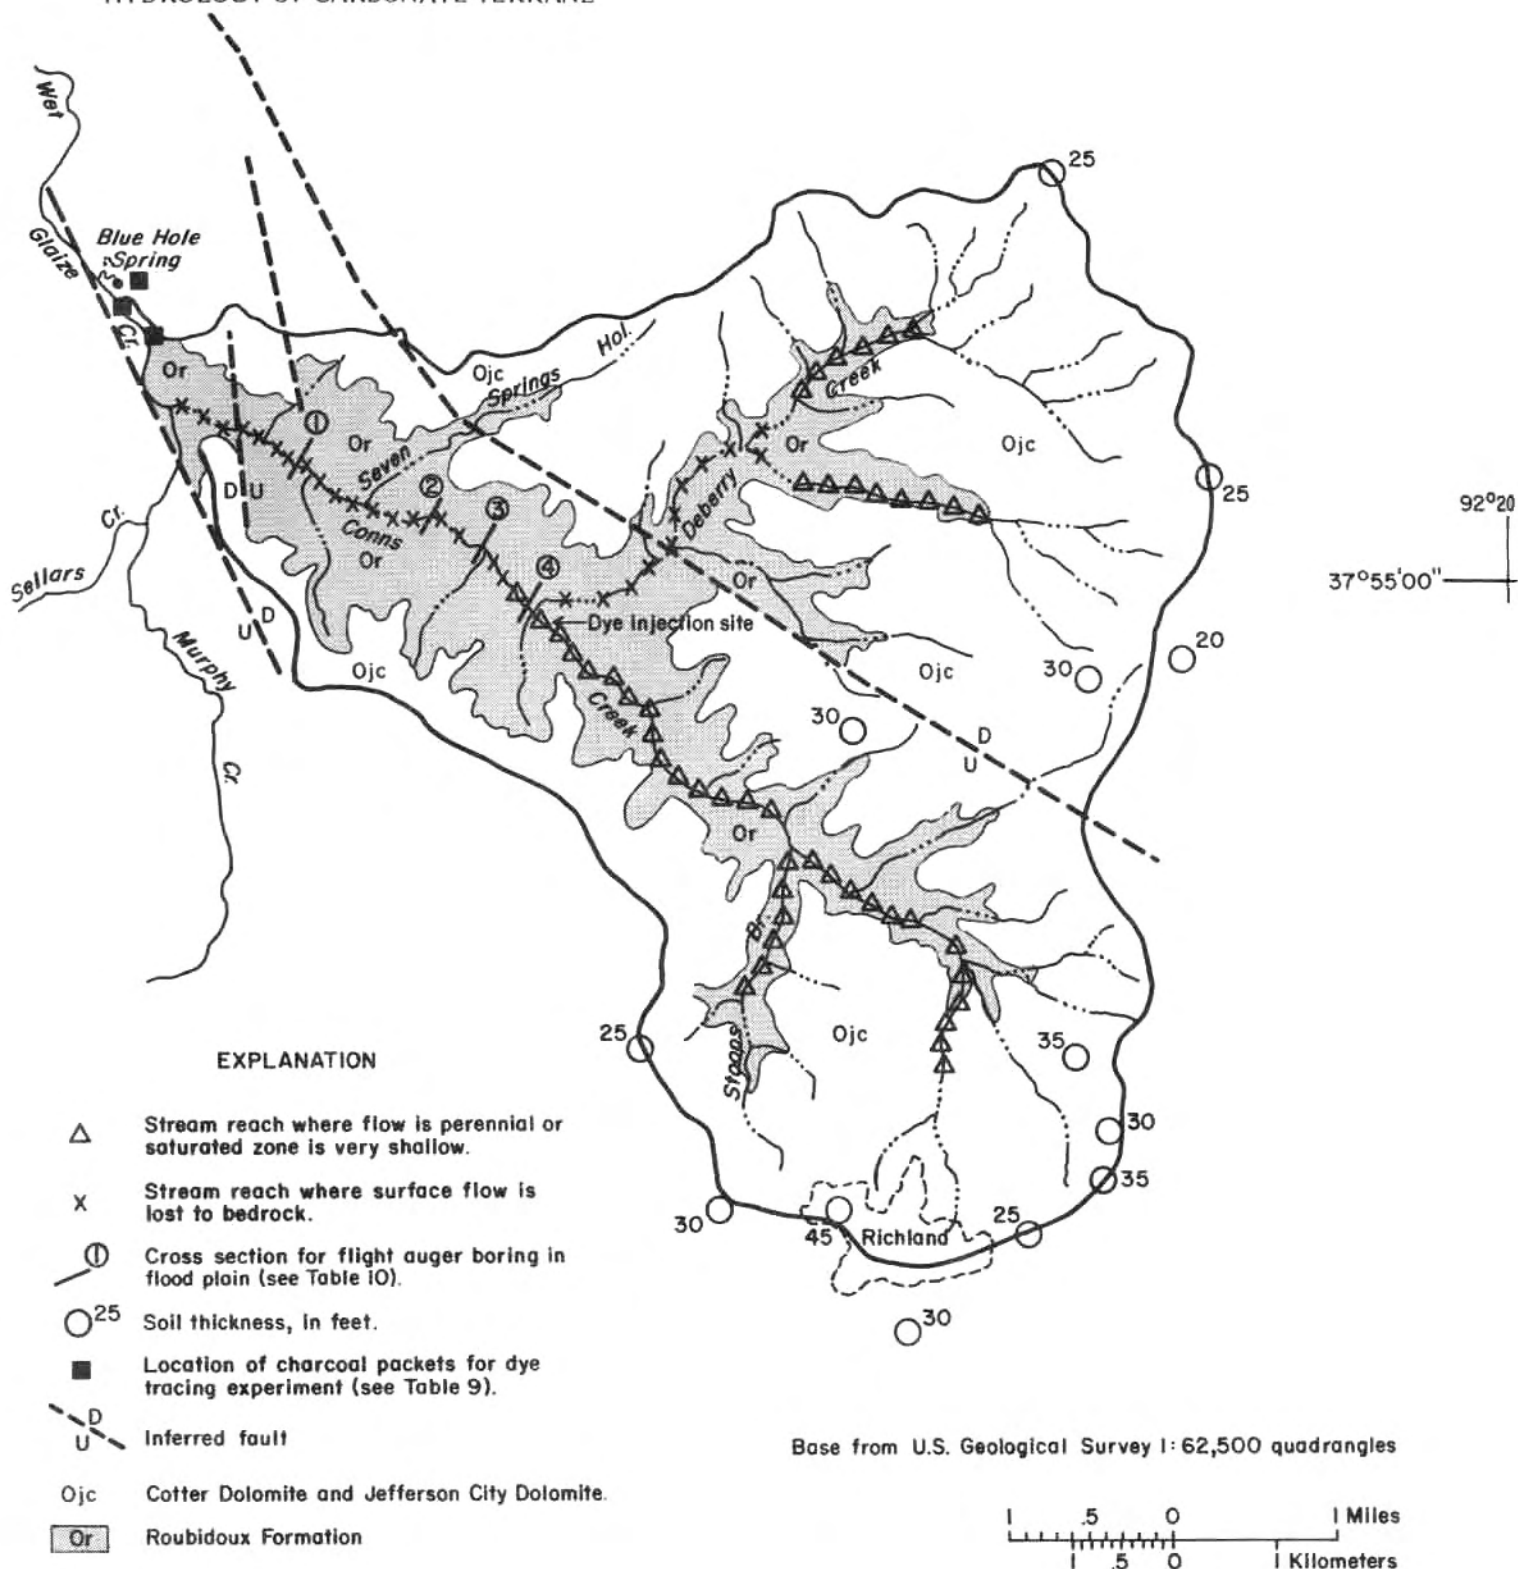 HYDROLOGY OF CARBONATE TERRANE
Wet
Glaize
Cr.
Blue Hole
Spring
25
Or
Ojc
Springs
Hol.
Creek
Or
Ojc
①
Or
Seven
②
③
D U
Conns
Or
Deberry
25
92°20
Cr.
Sellars
④
Or
37°55'00"
Dye injection site
D
U
Murphy
Ojc
Creek
Ojc
30
20
30
D
U
Cr.
Or
Br.
25
Stoops
Ojc
35
30
35
30
45
Richland
25
30
EXPLANATION
Stream reach where flow is perennial or
saturated zone is very shallow.
X
Stream reach where surface flow is
lost to bedrock.
①
Cross section for flight auger boring in
flood plain (see Table 10).
25
Soil thickness, in feet.
Location of charcoal packets for dye
tracing experiment (see Table 9).
D
U
Inferred fault
Ojc Cotter Dolomite and Jefferson City Dolomite.
Or Roubidoux Formation
Base from U.S. Geological Survey 1:62,500 quadrangles
1 .5 0 1 Miles
1 .5 0 1 Kilometers